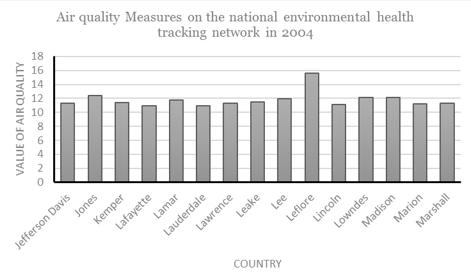 Air quality Measures on the national environmental health
tracking network in 2004
VALUE OF AIR QUALITY
18
16
14
12
10
8
6
4
2
0
Jefferson Davis
Jones
Kemper
Lafayette
Lamar
Lauderdale
Lawrence
Leake
Lee
Leflore
Lincoln
Lowndes
Madison
Marion
Marshall
COUNTRY